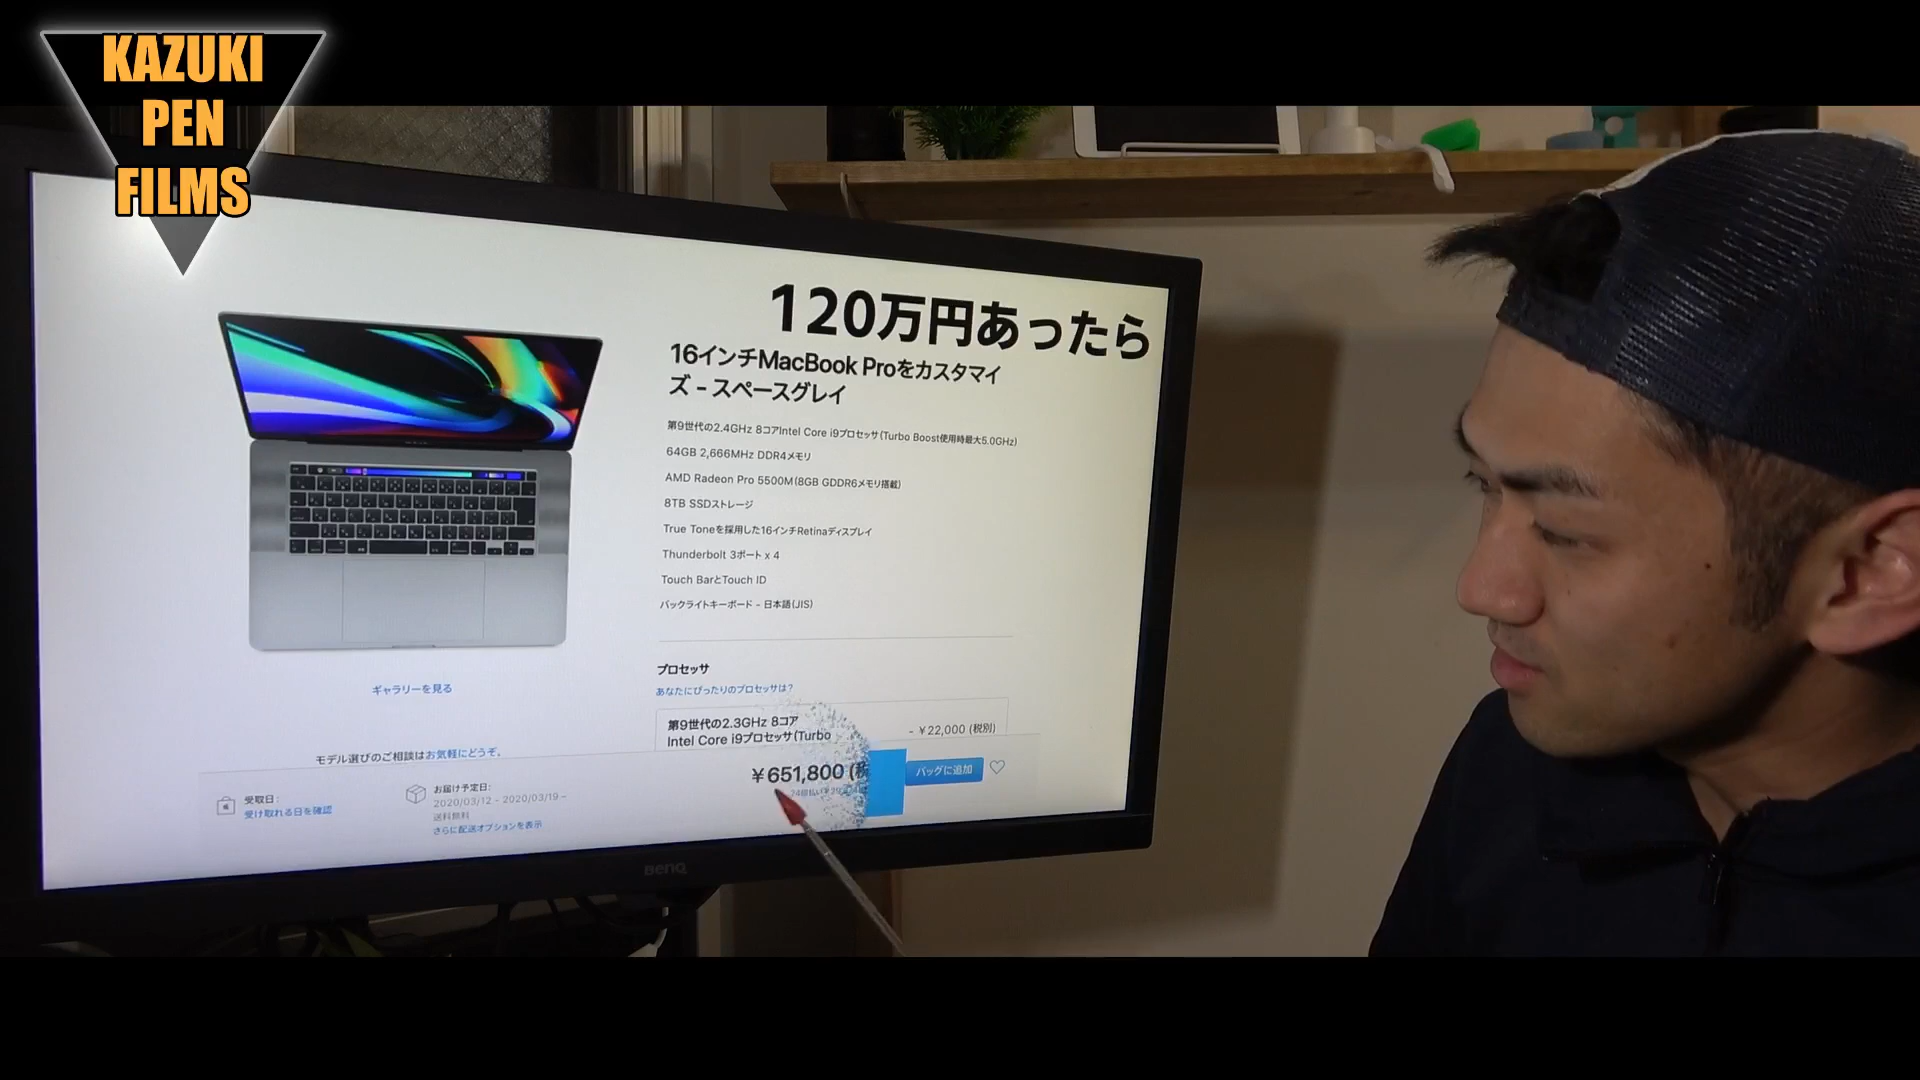 KAZUKI
PEN
FILMS
120万円あったら
16インチMacBook Proをカスタマイ
ズ - スペースグレイ
第9世代の2.4GHz 8コアIntel Core i9プロセッサ(Turbo Boost使用時最大5.0GHz)
64GB 2,666MHz DDR4メモリ
AMD Radeon Pro 5500M(8GB GDDR6メモリ搭載)
8TB SSDストレージ
True Toneを採用した16インチRetinaディスプレイ
Thunderbolt 3ポート x 4
Touch BarとTouch ID
バックライトキーボード - 日本語(JIS)
ギャラリーを見る
プロセッサ
あなたにぴったりのプロセッサは?
第9世代の2.3GHz 8コア
Intel Core i9プロセッサ(Turbo
- ¥22,000 (税別)
モデル選びのご相談はお気軽にどうぞ。
受取日:
受け取れる日を確認
お届け予定日:
2020/03/12 - 2020/03/19 -
送料無料
さらに配送オプションを表示
¥651,800 (税
バッグに追加
BenQ